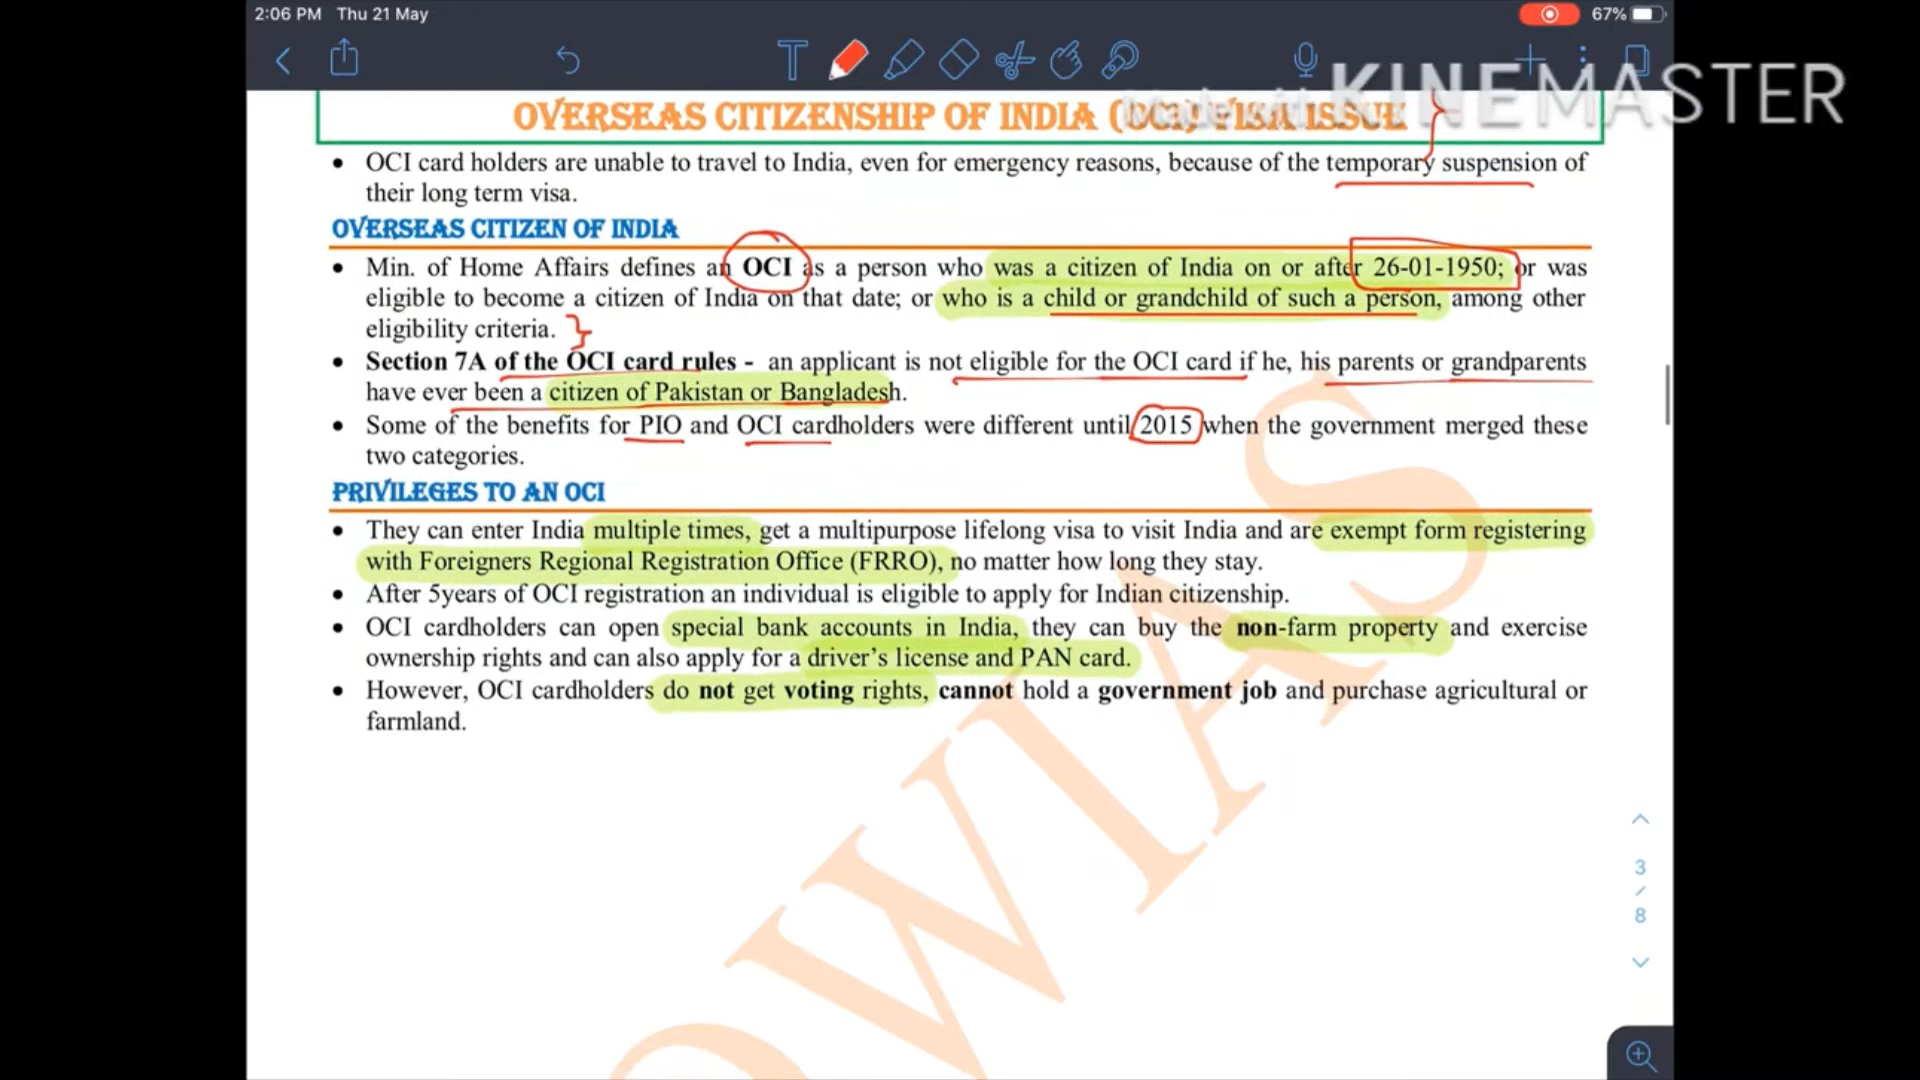 2:06 PM Thu 21 May
67%
KINEMASTER
OVERSEAS CITIZENSHIP OF INDIA (OCI) VISA ISSUE
• OCI card holders are unable to travel to India, even for emergency reasons, because of the temporary suspension of
their long term visa.
OVERSEAS CITIZEN OF INDIA
• Min. of Home Affairs defines an OCI as a person who was a citizen of India on or after 26-01-1950; or was
eligible to become a citizen of India on that date; or who is a child or grandchild of such a person, among other
eligibility criteria.
• Section 7A of the OCI card rules - an applicant is not eligible for the OCI card if he, his parents or grandparents
have ever been a citizen of Pakistan or Bangladesh.
• Some of the benefits for PIO and OCI cardholders were different until 2015 when the government merged these
two categories.
PRIVILEGES TO AN OCI
• They can enter India multiple times, get a multipurpose lifelong visa to visit India and are exempt form registering
with Foreigners Regional Registration Office (FRRO), no matter how long they stay.
• After 5years of OCI registration an individual is eligible to apply for Indian citizenship.
• OCI cardholders can open special bank accounts in India, they can buy the non-farm property and exercise
ownership rights and can also apply for a driver's license and PAN card.
• However, OCI cardholders do not get voting rights, cannot hold a government job and purchase agricultural or
farmland.
3
/
8
OWIAS